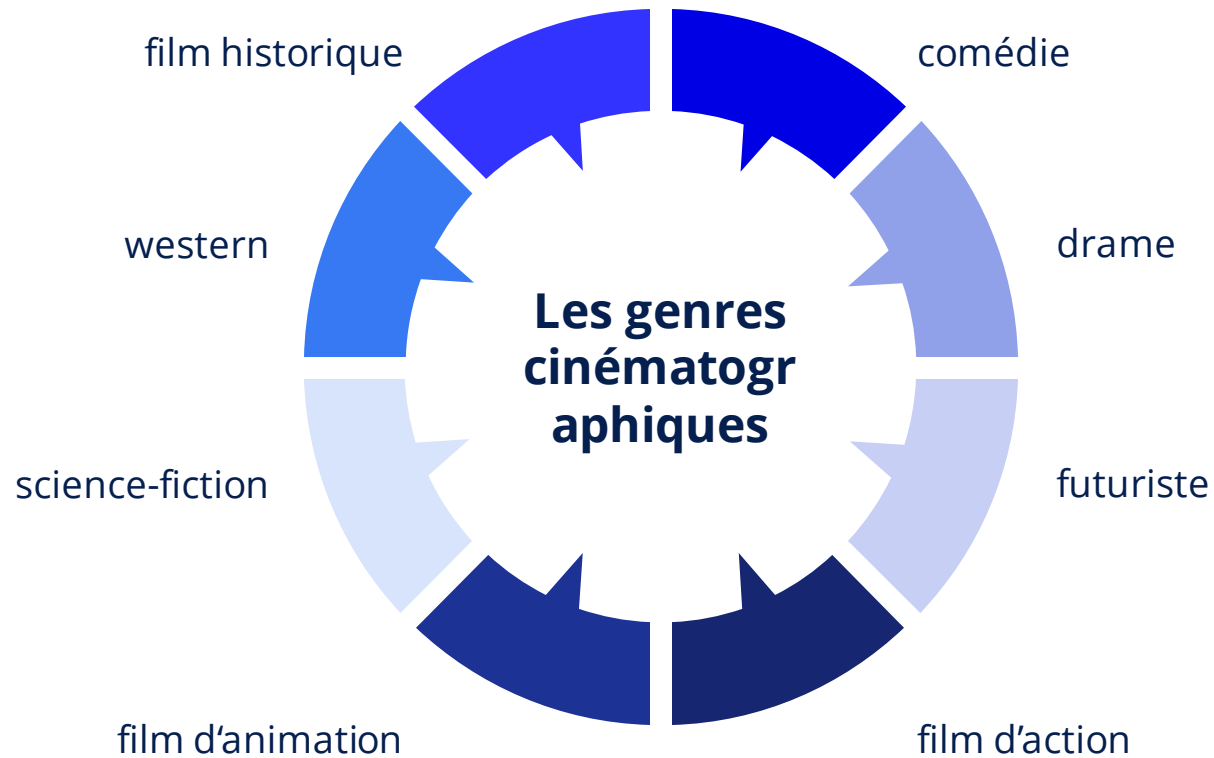 film historique
comédie
western
drame
Les genres
cinématogr
aphiques
science-fiction
futuriste
film d‘animation
film d’action